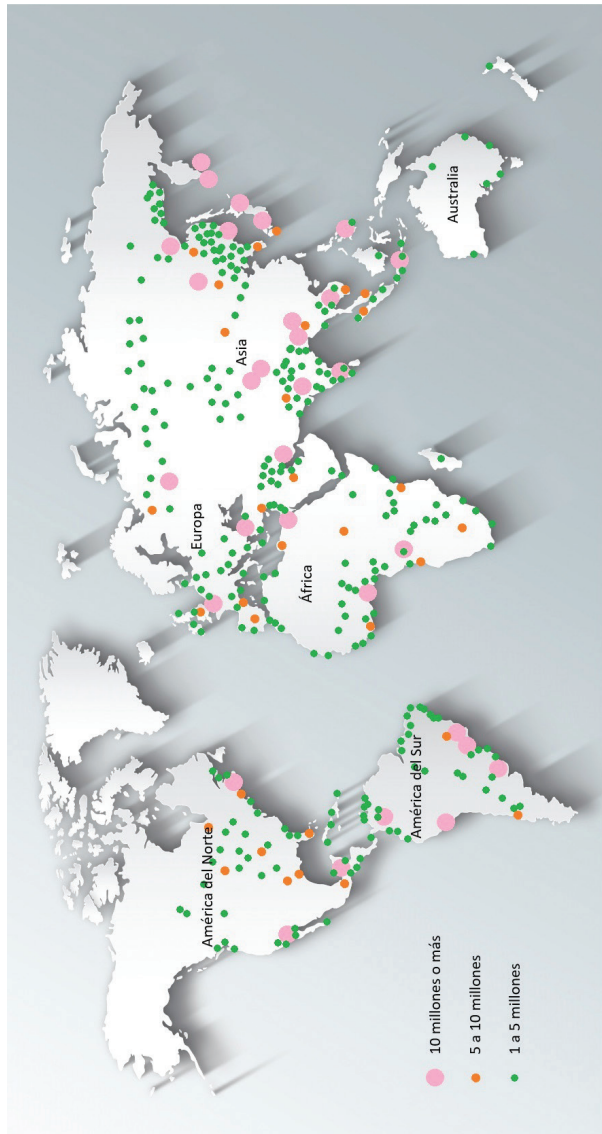 América del Norte
América del Sur
Europa
África
Asia
Australia
10 millones o más
5 a 10 millones
1 a 5 millones